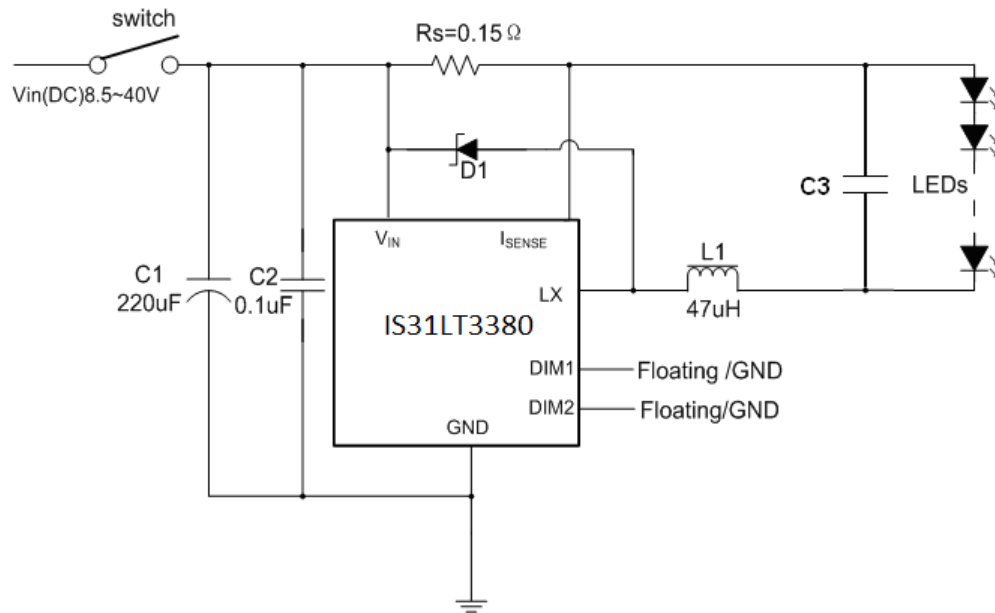 switch
Rs=0.15Ω
Vin(DC)8.5~40V
D1
C3
LEDs
VIN
ISENSE
C1
220uF
C2
0.1uF
L1
LX
47uH
IS31LT3380
DIM1
Floating /GND
DIM2
Floating/GND
GND